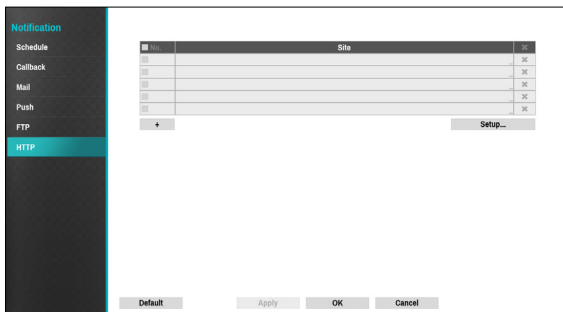 Notification
Schedule
Callback
Mail
Push
FTP
HTTP
No. Site
+ Setup...
Default Apply OK Cancel